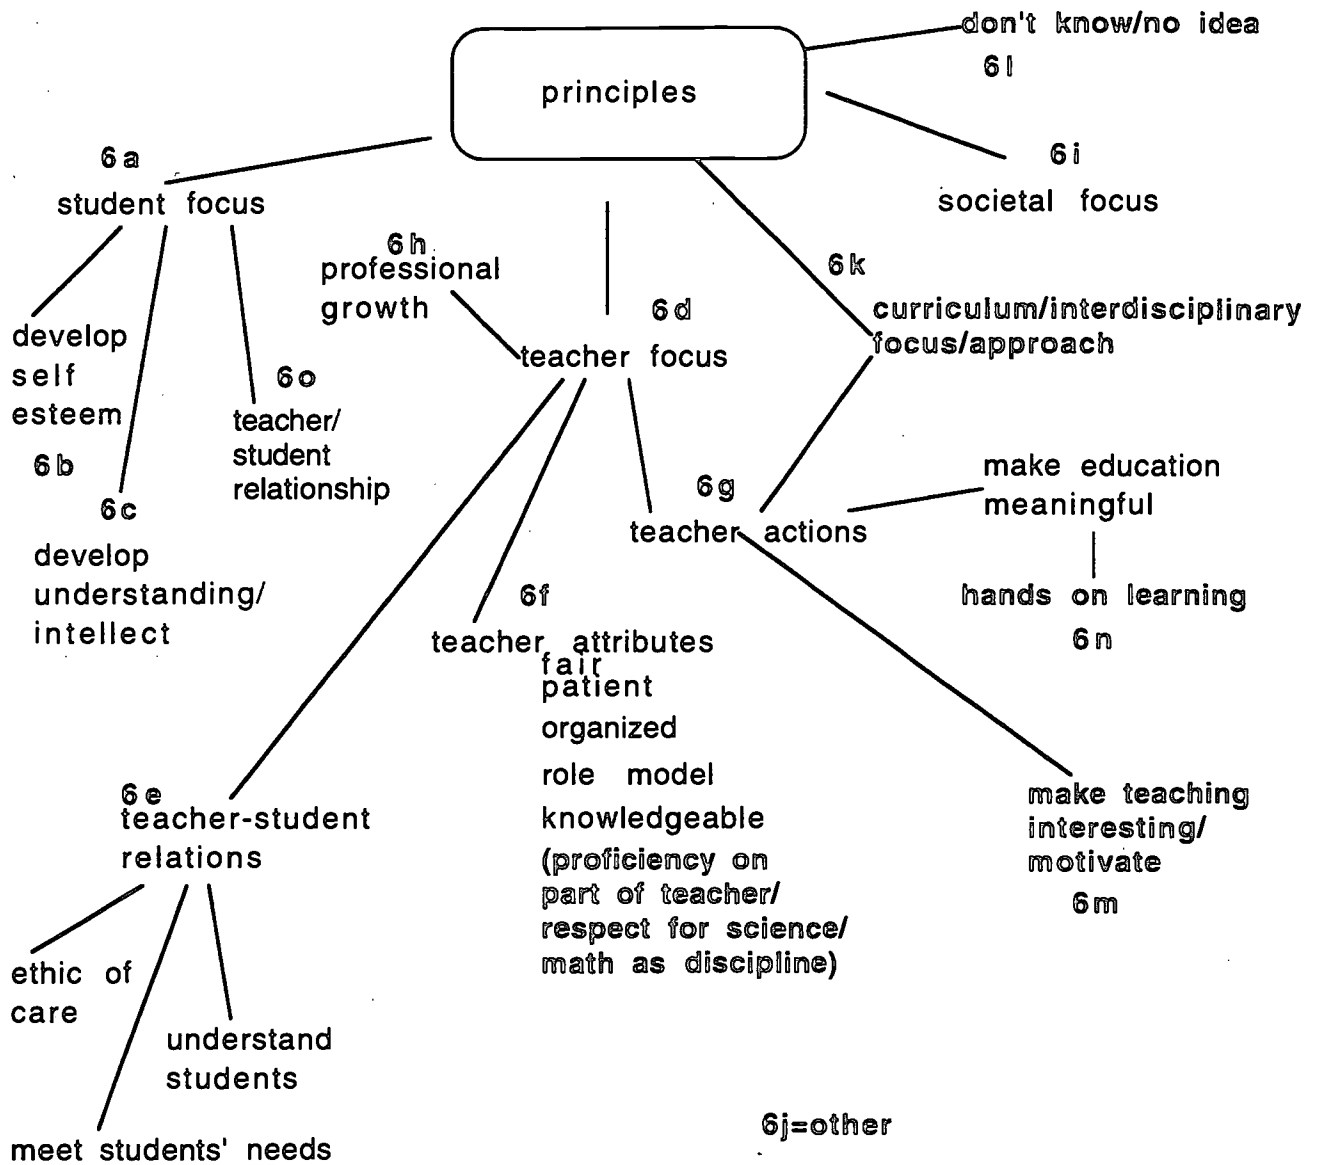 don't know/no idea
6l
principles
6a
student focus
6i
societal focus
6h
professional
growth
6k
6d
curriculum/interdisciplinary
focus/approach
teacher focus
develop
self
esteem
6b
6o
teacher/
student
relationship
6c
develop
understanding/
intellect
6g
teacher actions
make education
meaningful
hands on learning
6n
6f
teacher attributes
fair
patient
organized
role model
knowledgeable
(proficiency on
part of teacher/
respect for science/
math as discipline)
6e
teacher-student
relations
make teaching
interesting/
motivate
6m
ethic of
care
understand
students
meet students' needs
6j=other